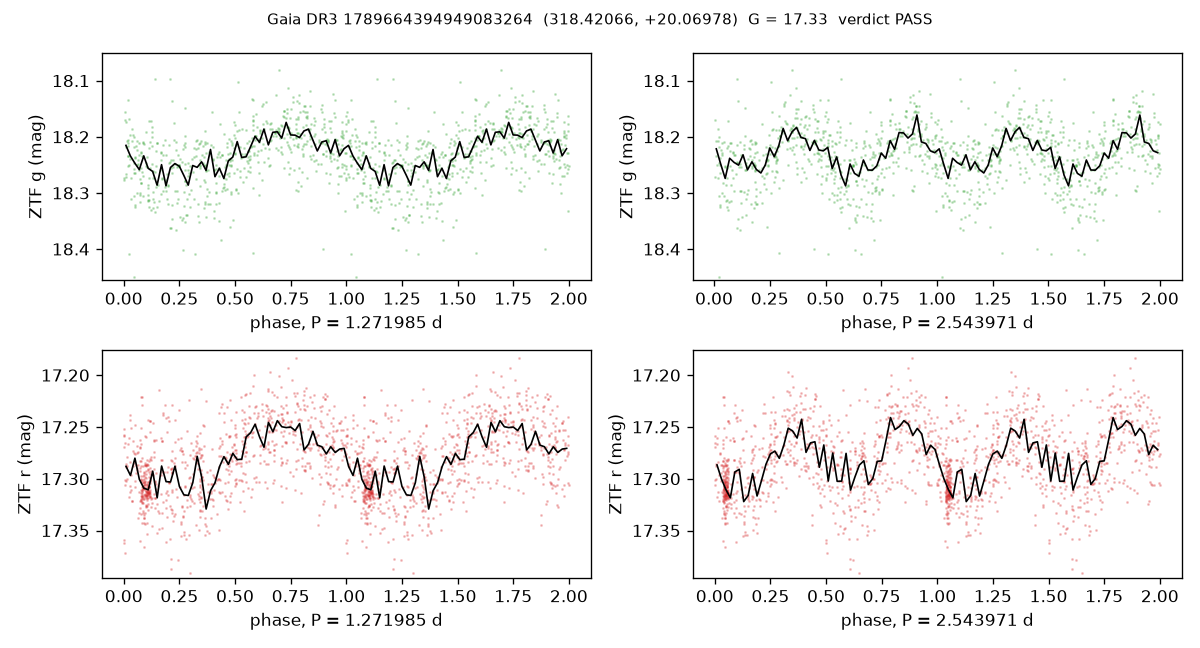 Gaia DR3 1789664394949083264 (318.42066, +20.06978) G = 17.33 verdict PASS
ZTF g (mag)
18.1
18.2
18.3
18.4
0.00 0.25 0.50 0.75 1.00 1.25 1.50 1.75 2.00
phase, P = 1.271985 d
ZTF g (mag)
18.1
18.2
18.3
18.4
0.00 0.25 0.50 0.75 1.00 1.25 1.50 1.75 2.00
phase, P = 2.543971 d
ZTF r (mag)
17.20
17.25
17.30
17.35
0.00 0.25 0.50 0.75 1.00 1.25 1.50 1.75 2.00
phase, P = 1.271985 d
ZTF r (mag)
17.20
17.25
17.30
17.35
0.00 0.25 0.50 0.75 1.00 1.25 1.50 1.75 2.00
phase, P = 2.543971 d